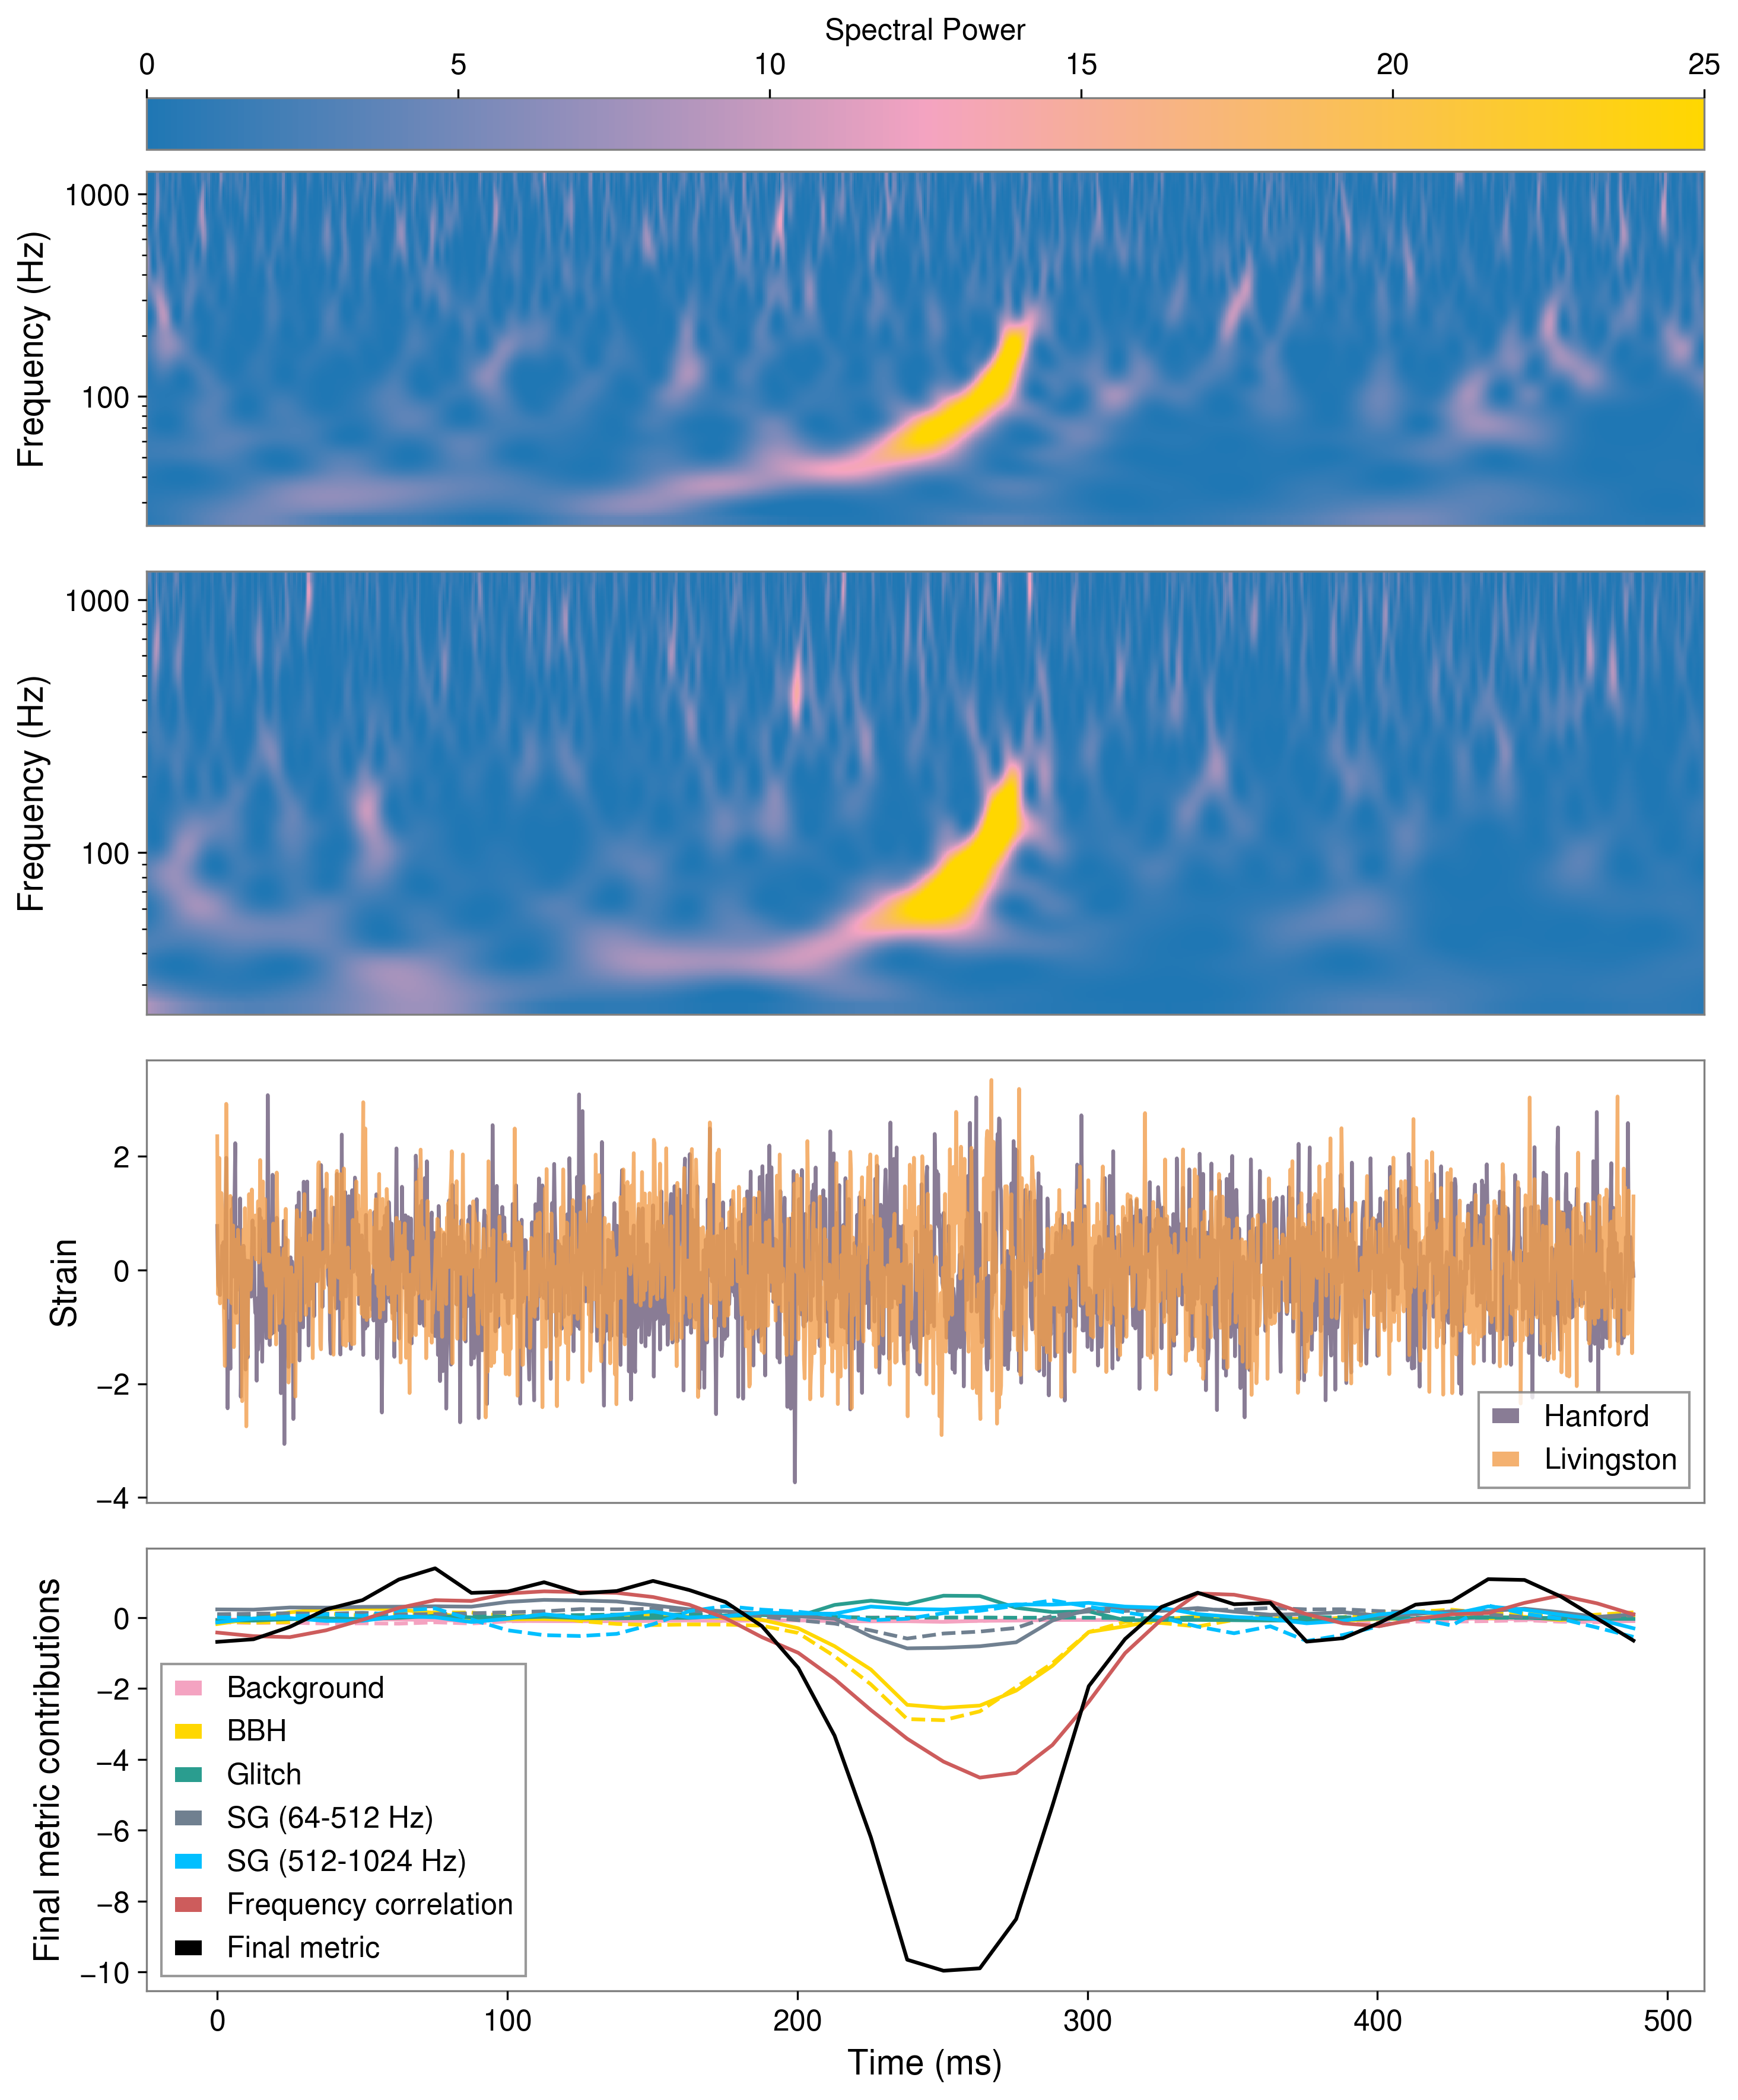 Spectral Power
0 5 10 15 20 25
1000
100
Frequency (Hz)
1000
100
Frequency (Hz)
2
0
−2
−4
Strain
Hanford
Livingston
0
−2
−4
−6
−8
−10
Final metric contributions
Background
BBH
Glitch
SG (64-512 Hz)
SG (512-1024 Hz)
Frequency correlation
Final metric
0 100 200 300 400 500
Time (ms)